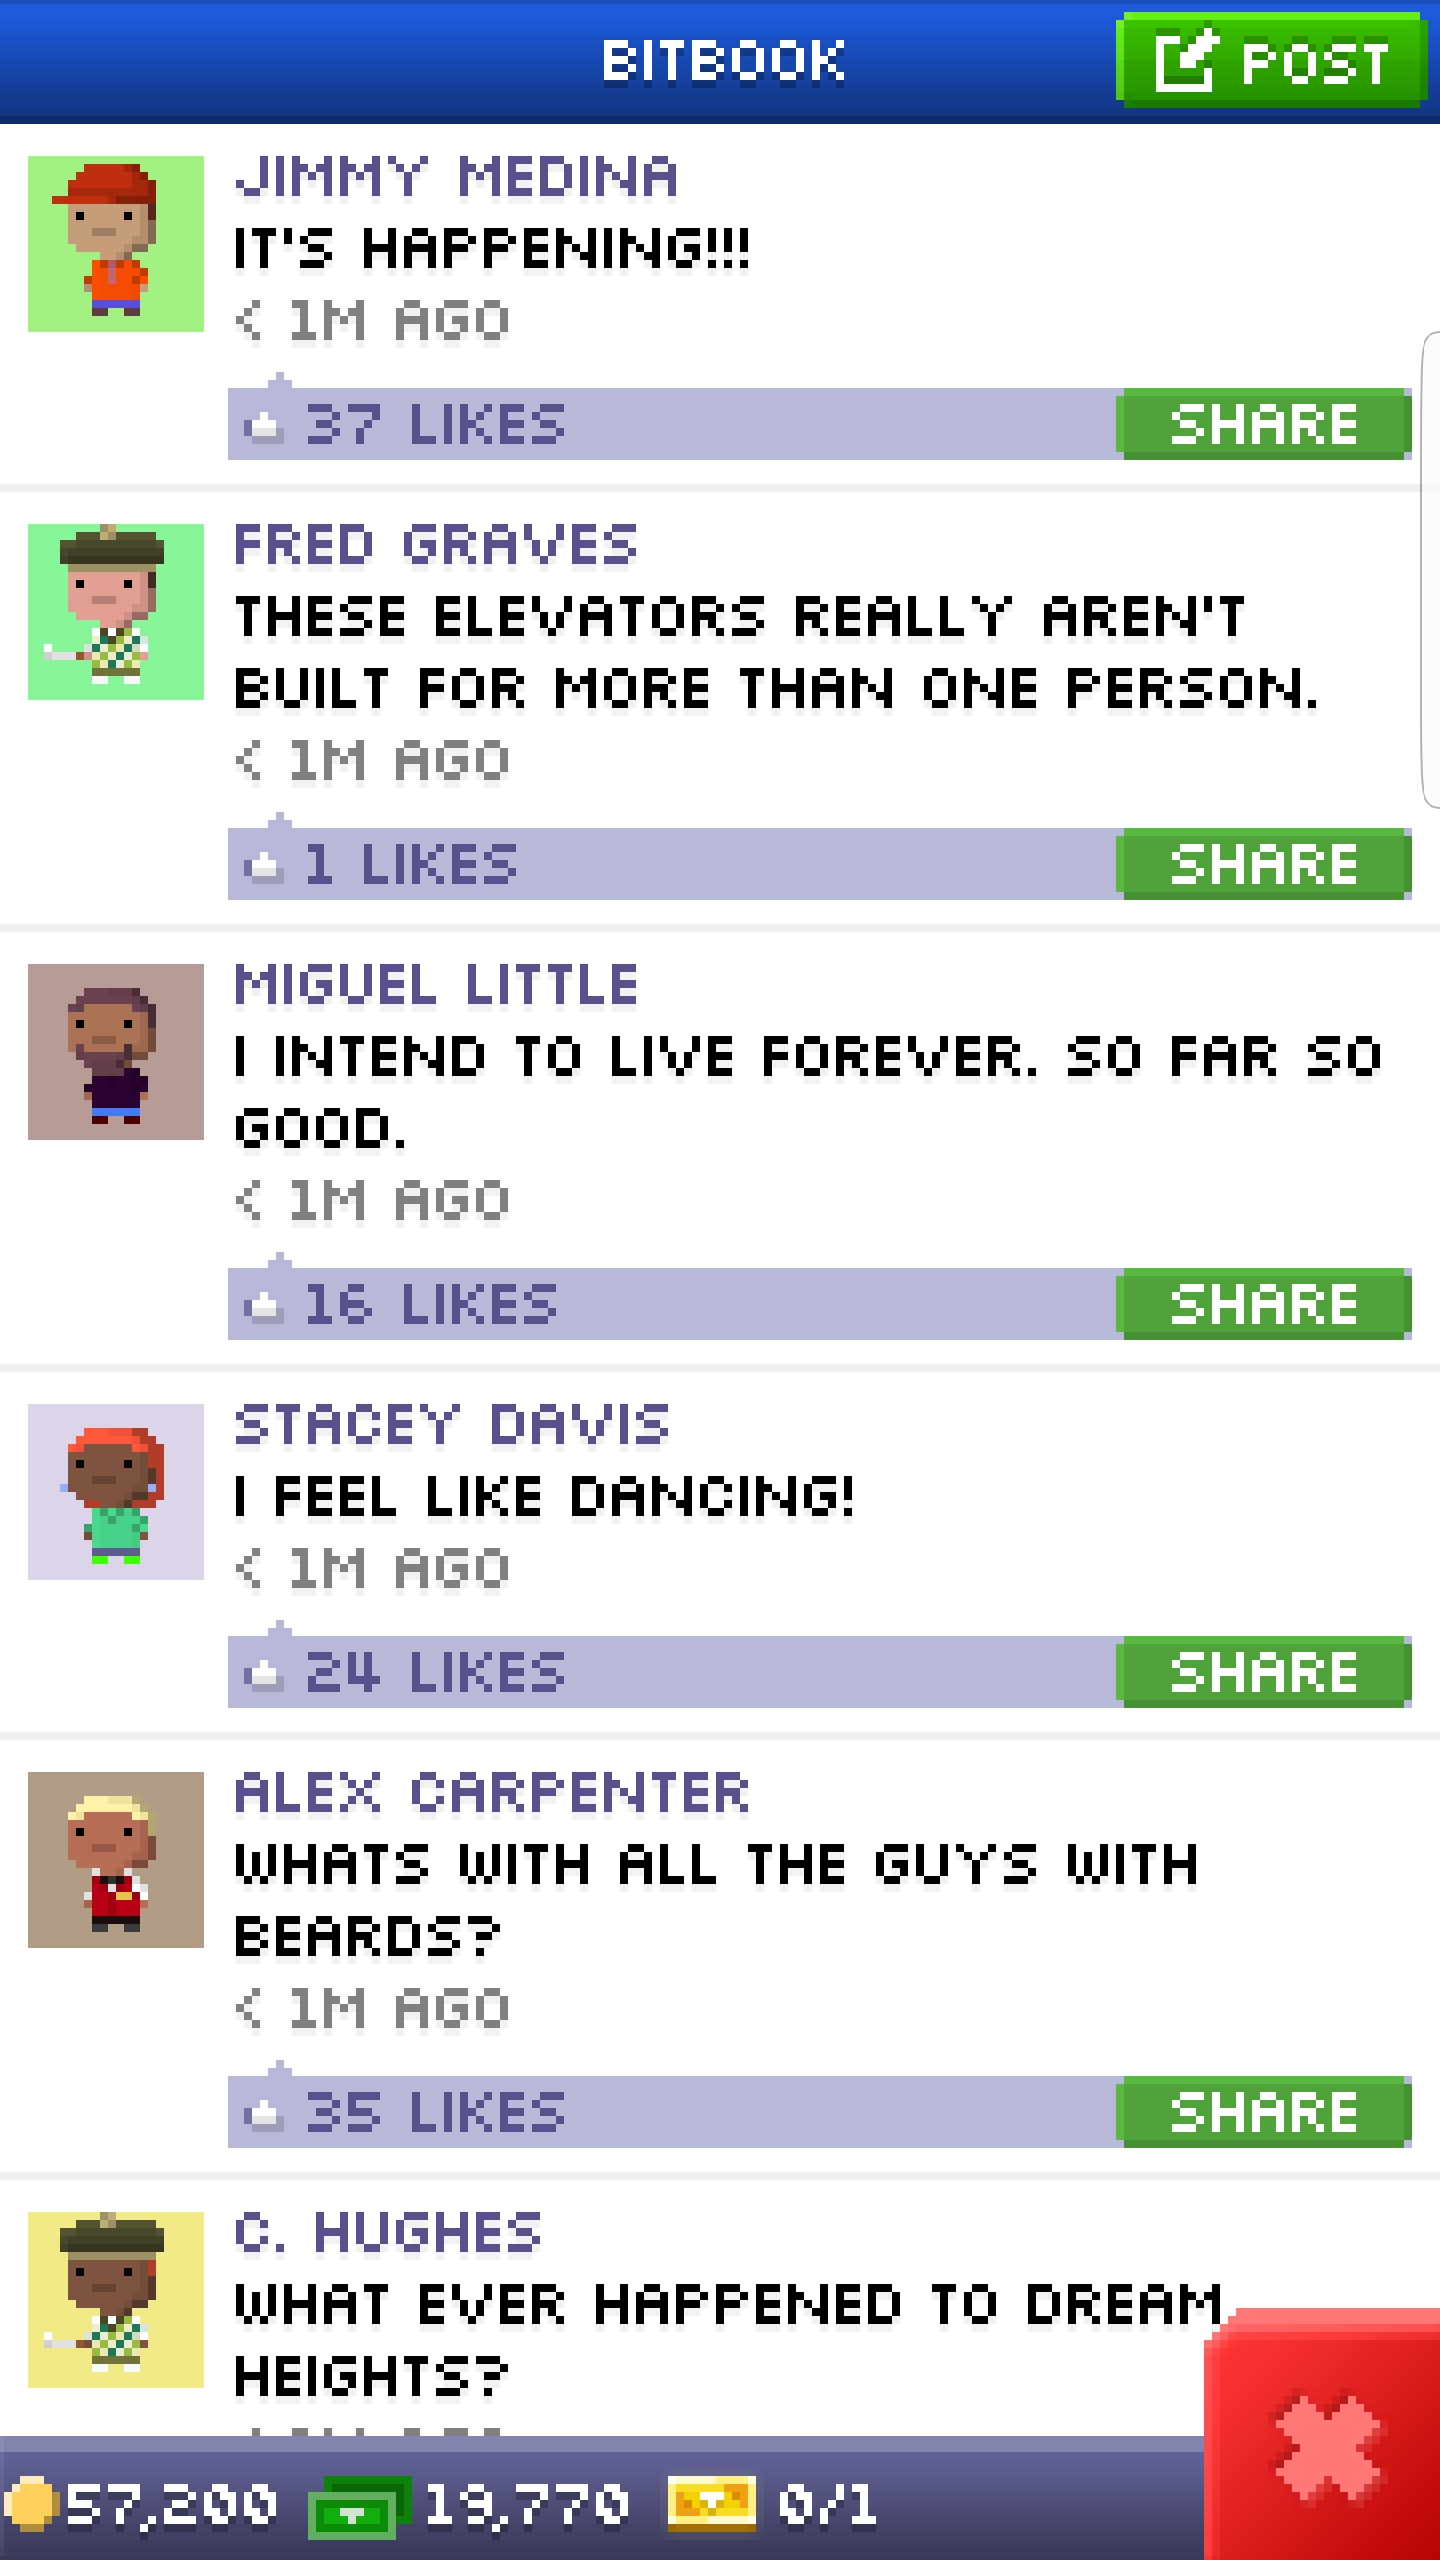 BITBOOK
POST
JIMMY MEDINA
IT'S HAPPENING!!!
< 1M AGO
37 LIKES
SHARE
FRED GRAVES
THESE ELEVATORS REALLY AREN'T
BUILT FOR MORE THAN ONE PERSON.
< 1M AGO
1 LIKES
SHARE
MIGUEL LITTLE
I INTEND TO LIVE FOREVER. SO FAR SO
GOOD.
< 1M AGO
16 LIKES
SHARE
STACEY DAVIS
I FEEL LIKE DANCING!
< 1M AGO
24 LIKES
SHARE
ALEX CARPENTER
WHATS WITH ALL THE GUYS WITH
BEARDS?
< 1M AGO
35 LIKES
SHARE
C. HUGHES
WHAT EVER HAPPENED TO DREAM
HEIGHTS?
57,200
19,770
0/1